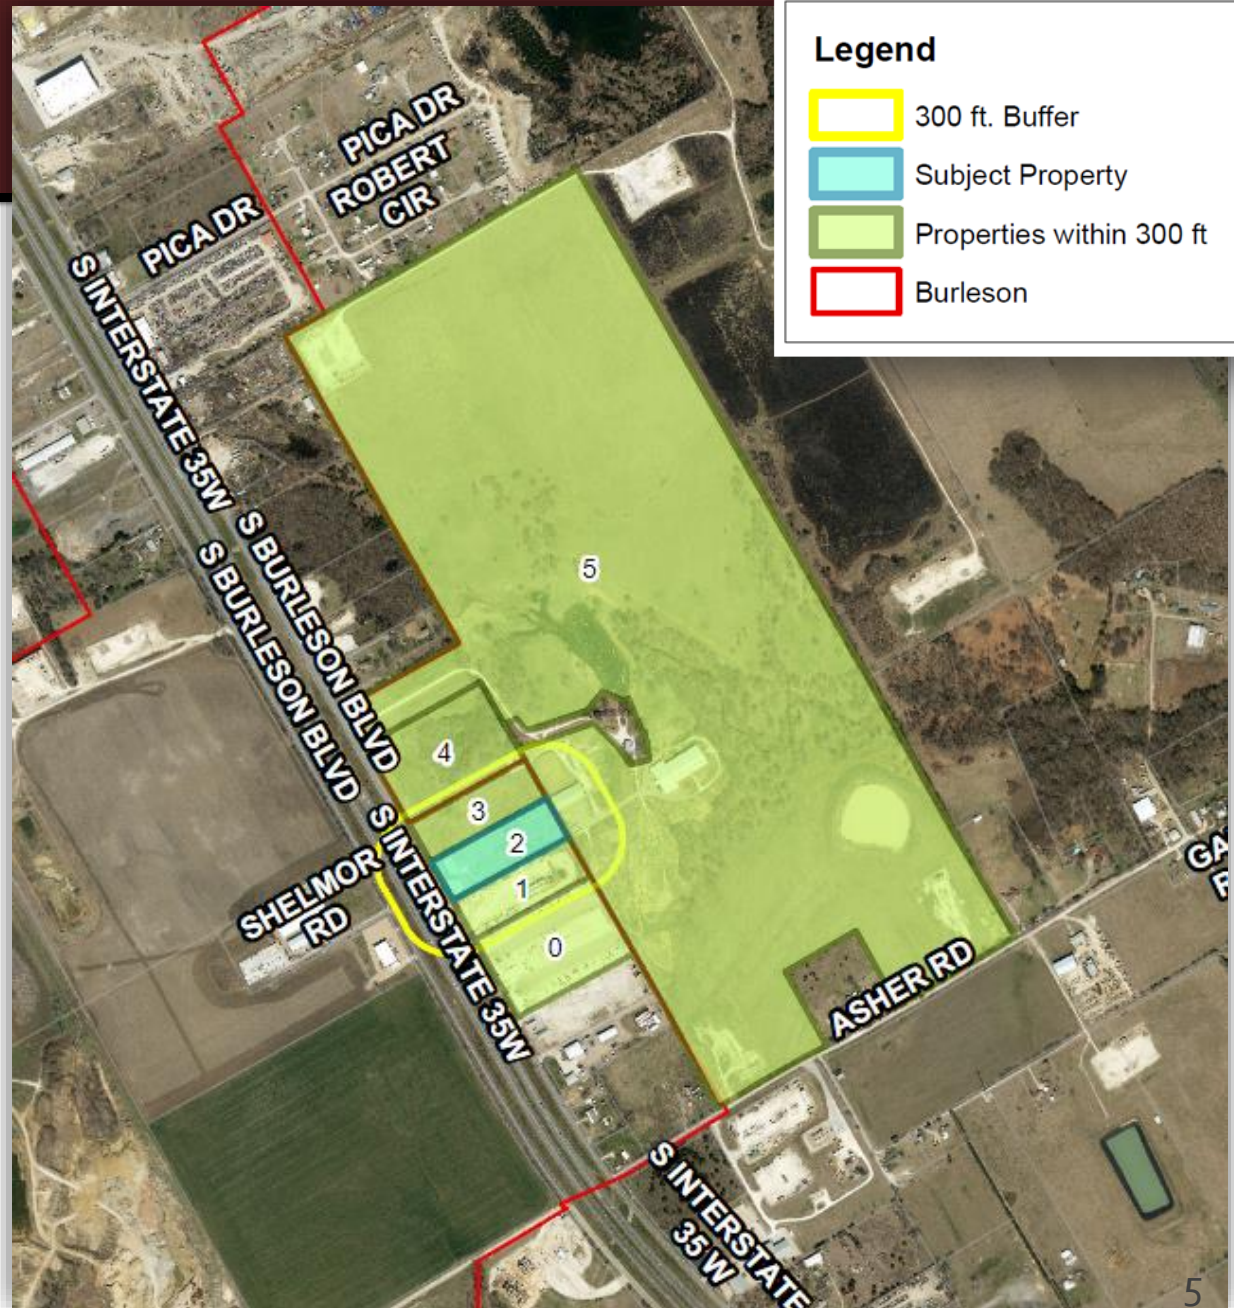 Legend
300 ft. Buffer
Subject Property
Properties within 300 ft
Burleson
PICA DR
ROBERT
CIR
PICA DR
S INTERSTATE 35W
S BURLESON BLVD
S BURLESON BLVD
5
4
3
2
1
0
S INTERSTATE 35W
SHELMOR
RD
ASHER RD
GA
S INTERSTATE
35 W
5